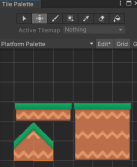 Tile Palette
Active Tilemap Nothing
Platform Palette Edit* Grid G